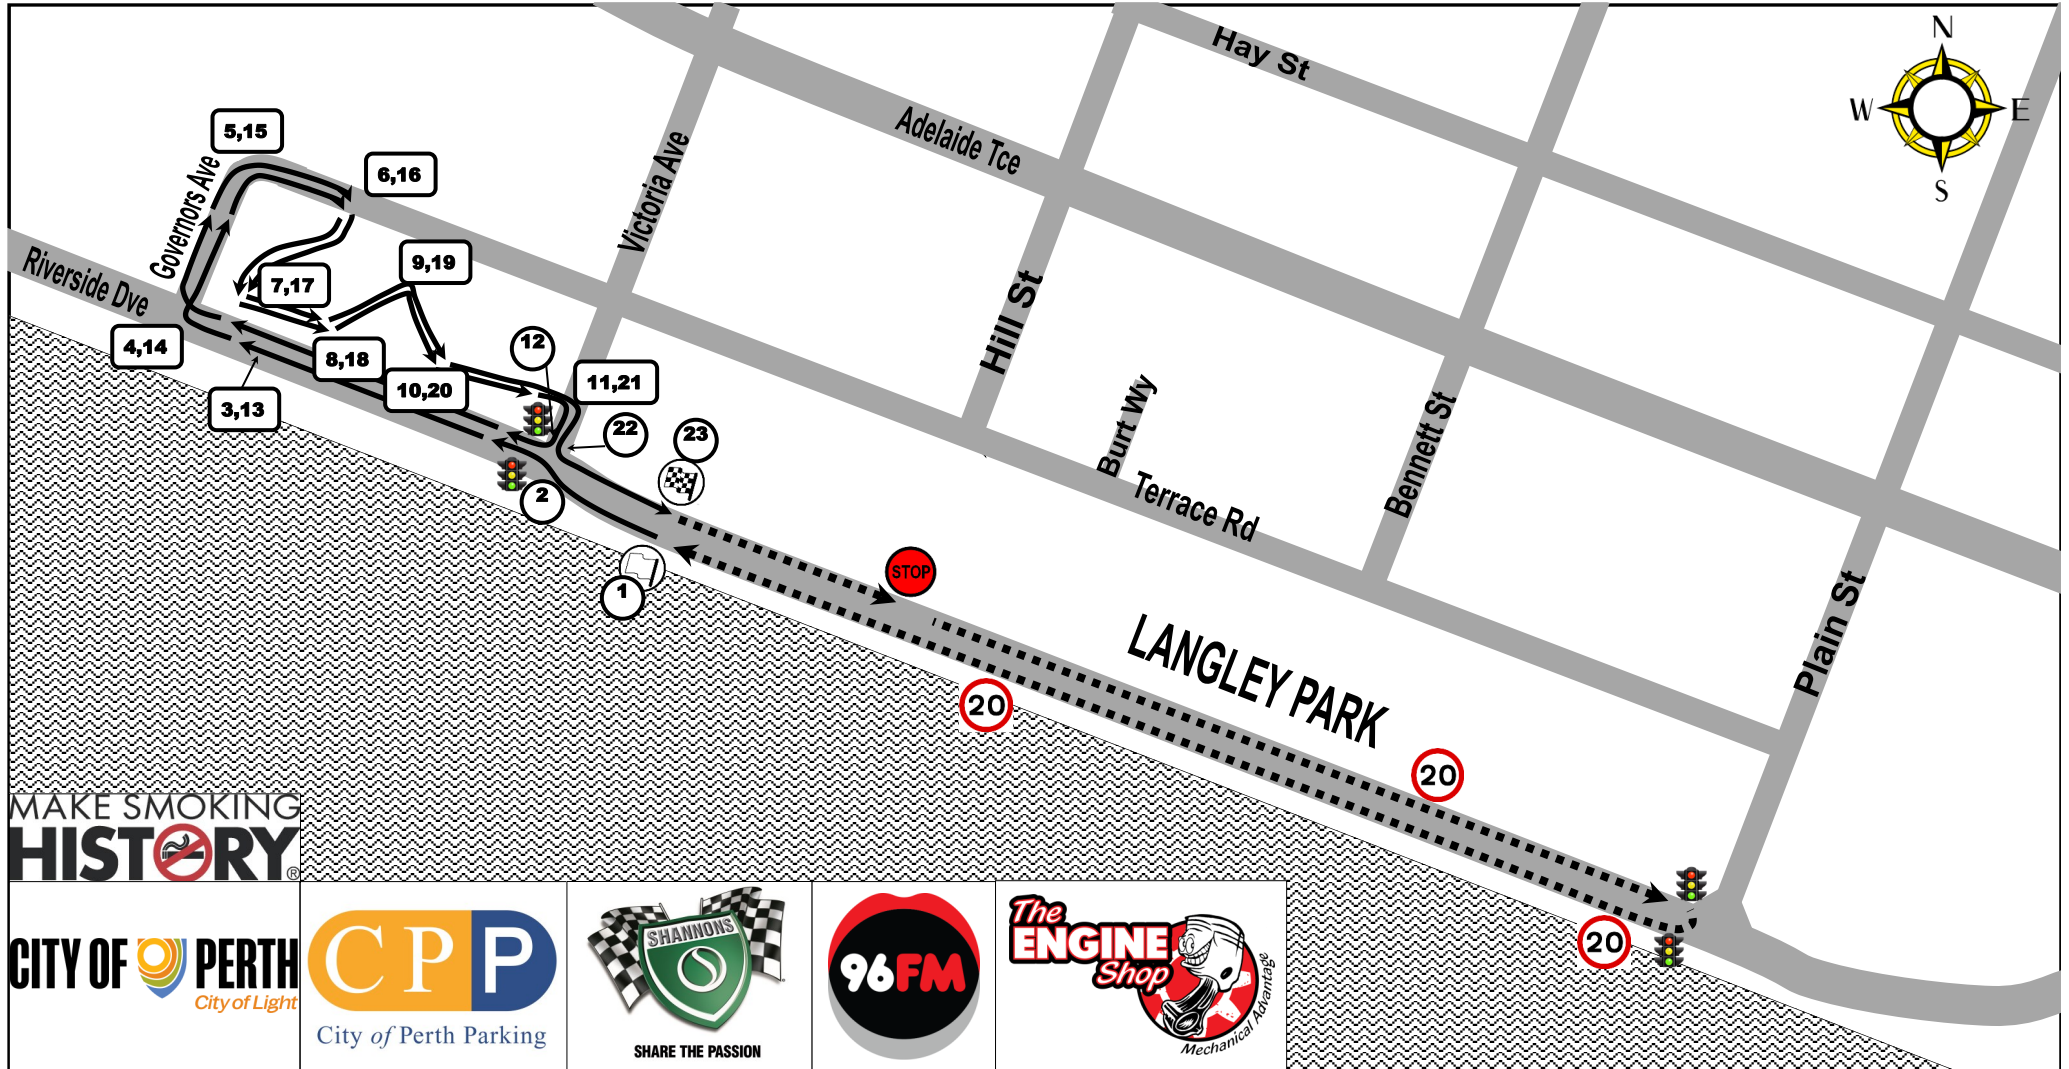 N
W
E
S
Hay St
Adelaide Tce
Victoria Ave
Governors Ave
Riverside Dve
5,15
6,16
9,19
7,17
4,14
8,18
3,13
10,20
12
11,21
22
23
2
1
Hill St
Burt Wy
Bennett St
Terrace Rd
Plain St
STOP
LANGLEY PARK
20
20
20
MAKE SMOKING
HISTORY®
CITY OF PERTH
City of Light
CPP
City of Perth Parking
SHANNONS
S
SHARE THE PASSION
96FM
The
ENGINE
Shop
Mechanical Advantage